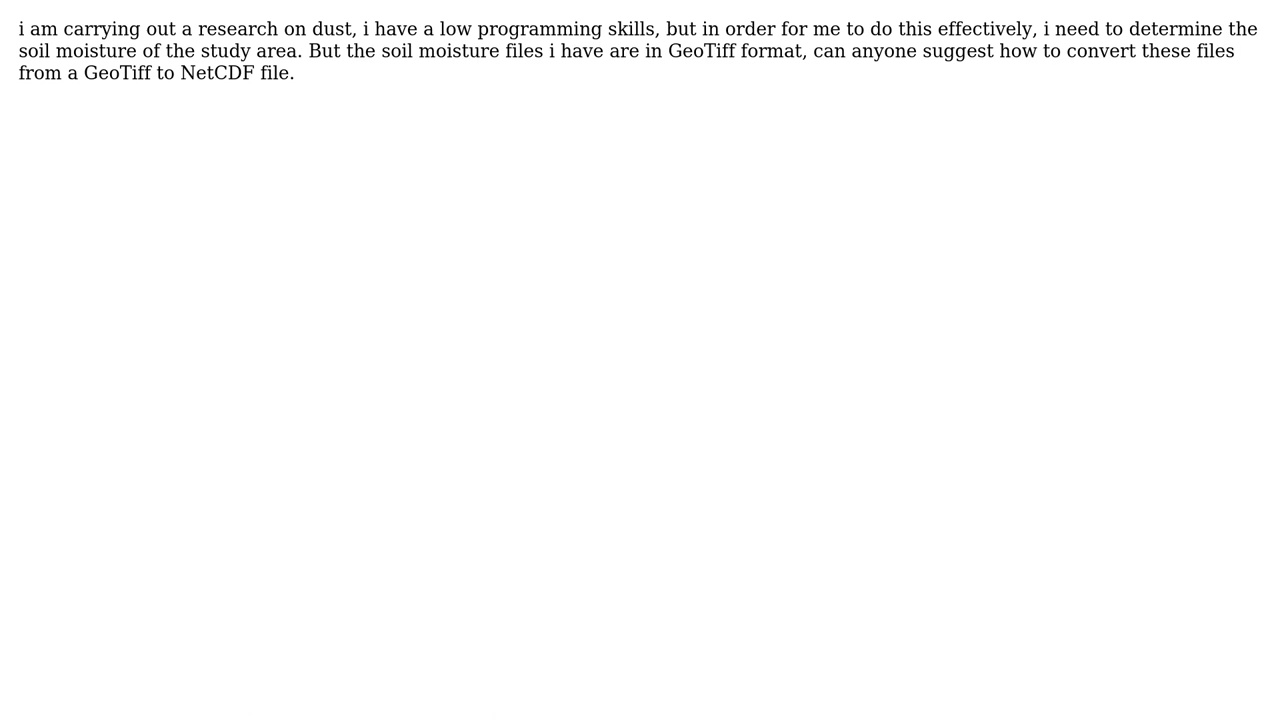 i am carrying out a research on dust, i have a low programming skills, but in order for me to do this effectively, i need to determine the
soil moisture of the study area. But the soil moisture files i have are in GeoTiff format, can anyone suggest how to convert these files
from a GeoTiff to NetCDF file.